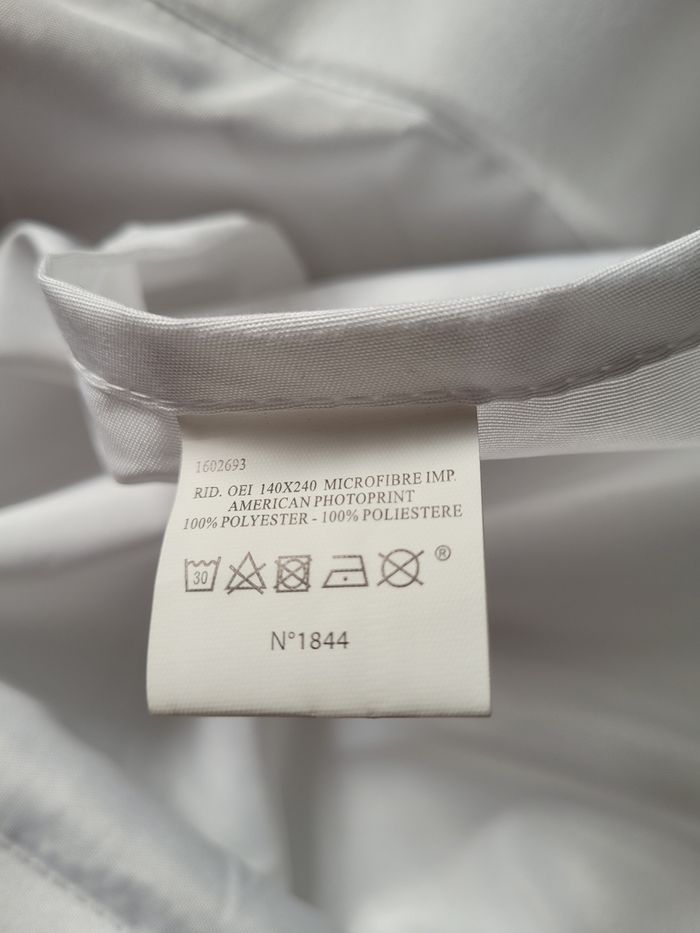 1602693
RID. OEI 140X240 MICROFIBRE IMP.
AMERICAN PHOTOPRINT
100% POLYESTER - 100% POLIESTERE
30 ®
N°1844